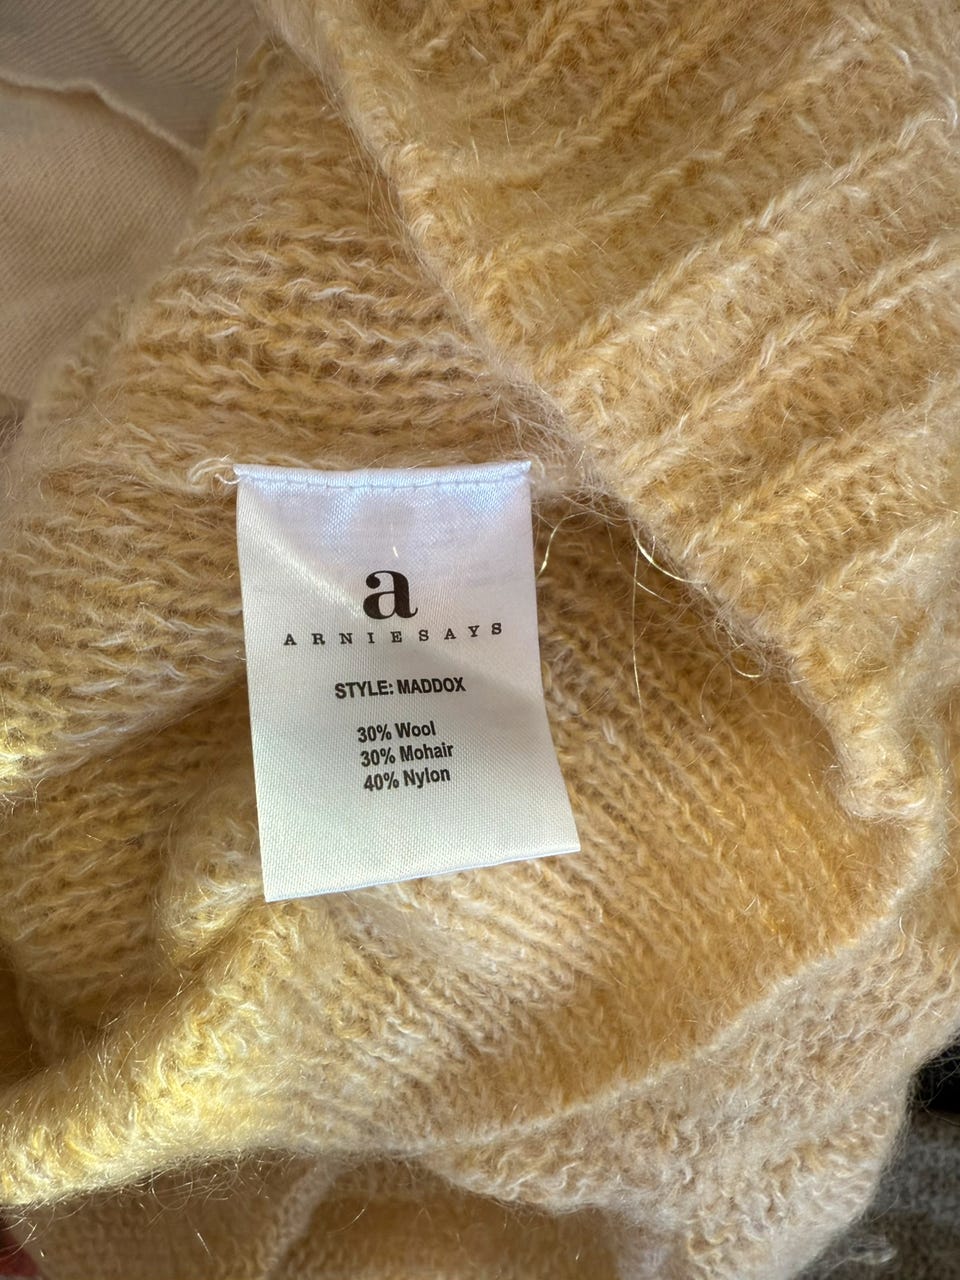 a
ARNIESAYS
STYLE: MADDOX
30% Wool
30% Mohair
40% Nylon